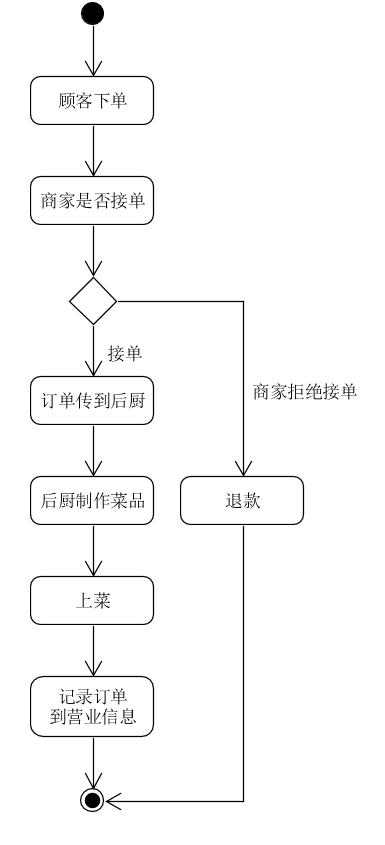 顾客下单
商家是否接单
接单
商家拒绝接单
订单传到后厨
后厨制作菜品
退款
上菜
记录订单
到营业信息